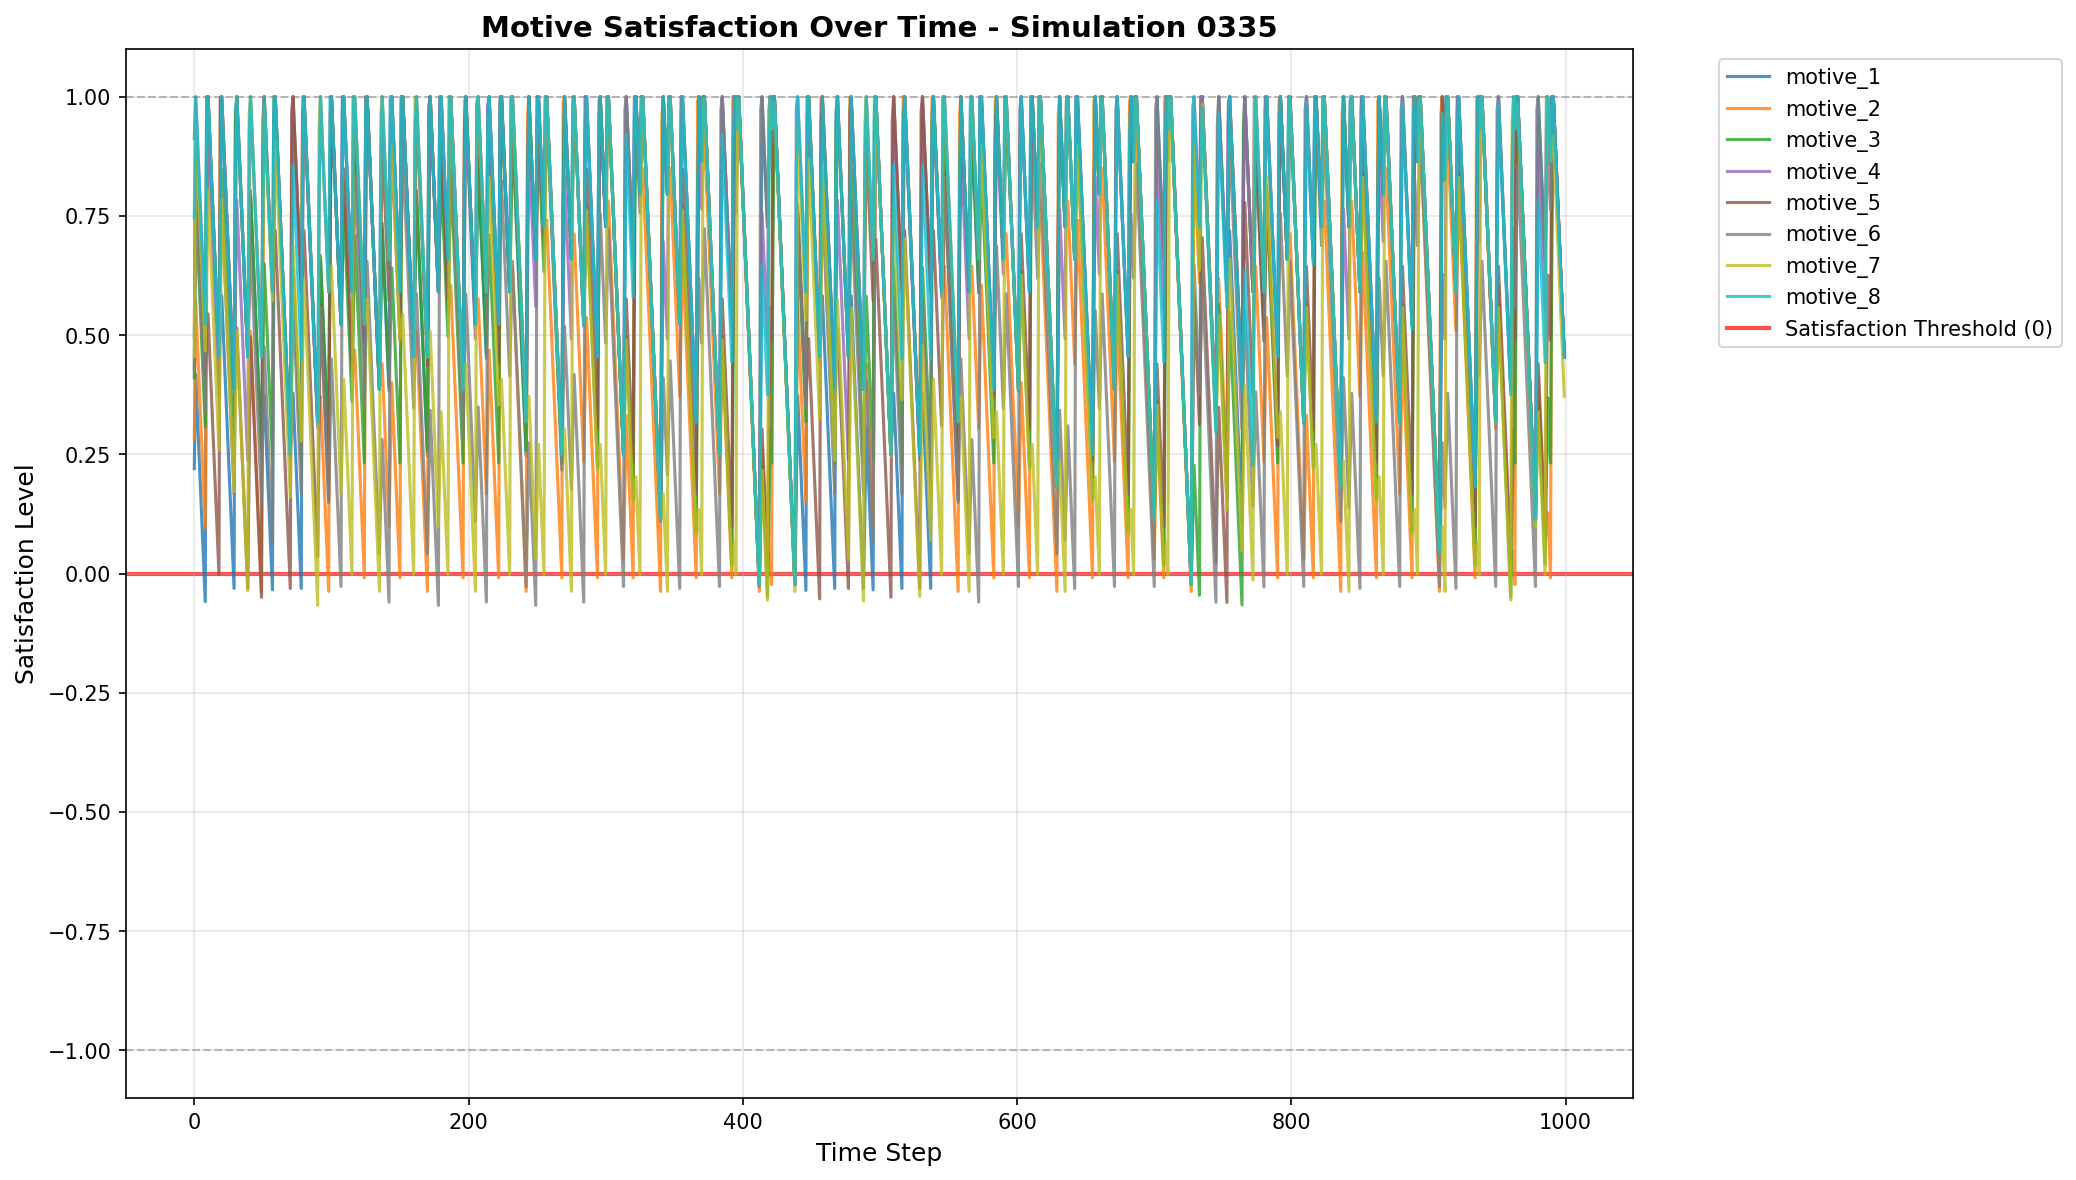 Motive Satisfaction Over Time - Simulation 0335
motive_1
motive_2
motive_3
motive_4
motive_5
motive_6
motive_7
motive_8
Satisfaction Threshold (0)
Satisfaction Level
1.00
0.75
0.50
0.25
0.00
−0.25
−0.50
−0.75
−1.00
0 200 400 600 800 1000
Time Step